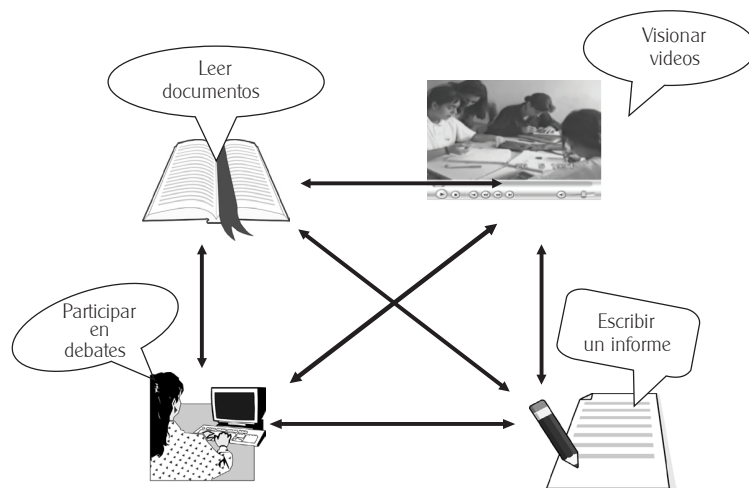 Leer
documentos
Visionar
videos
Participar
en
debates
Escribir
un informe